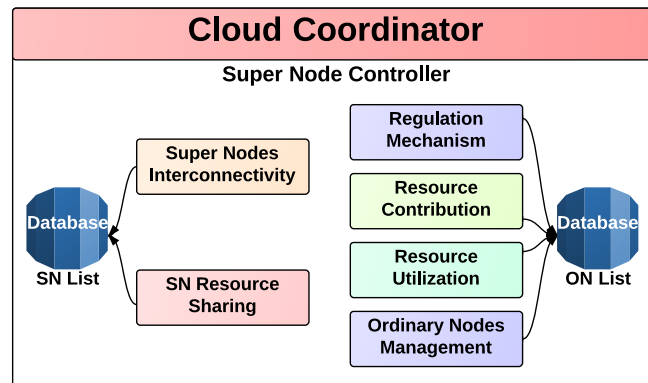 Cloud Coordinator
Super Node Controller
Super Nodes
Interconnectivity
SN Resource
Sharing
Database
SN List
Regulation
Mechanism
Resource
Contribution
Resource
Utilization
Ordinary Nodes
Management
Database
ON List